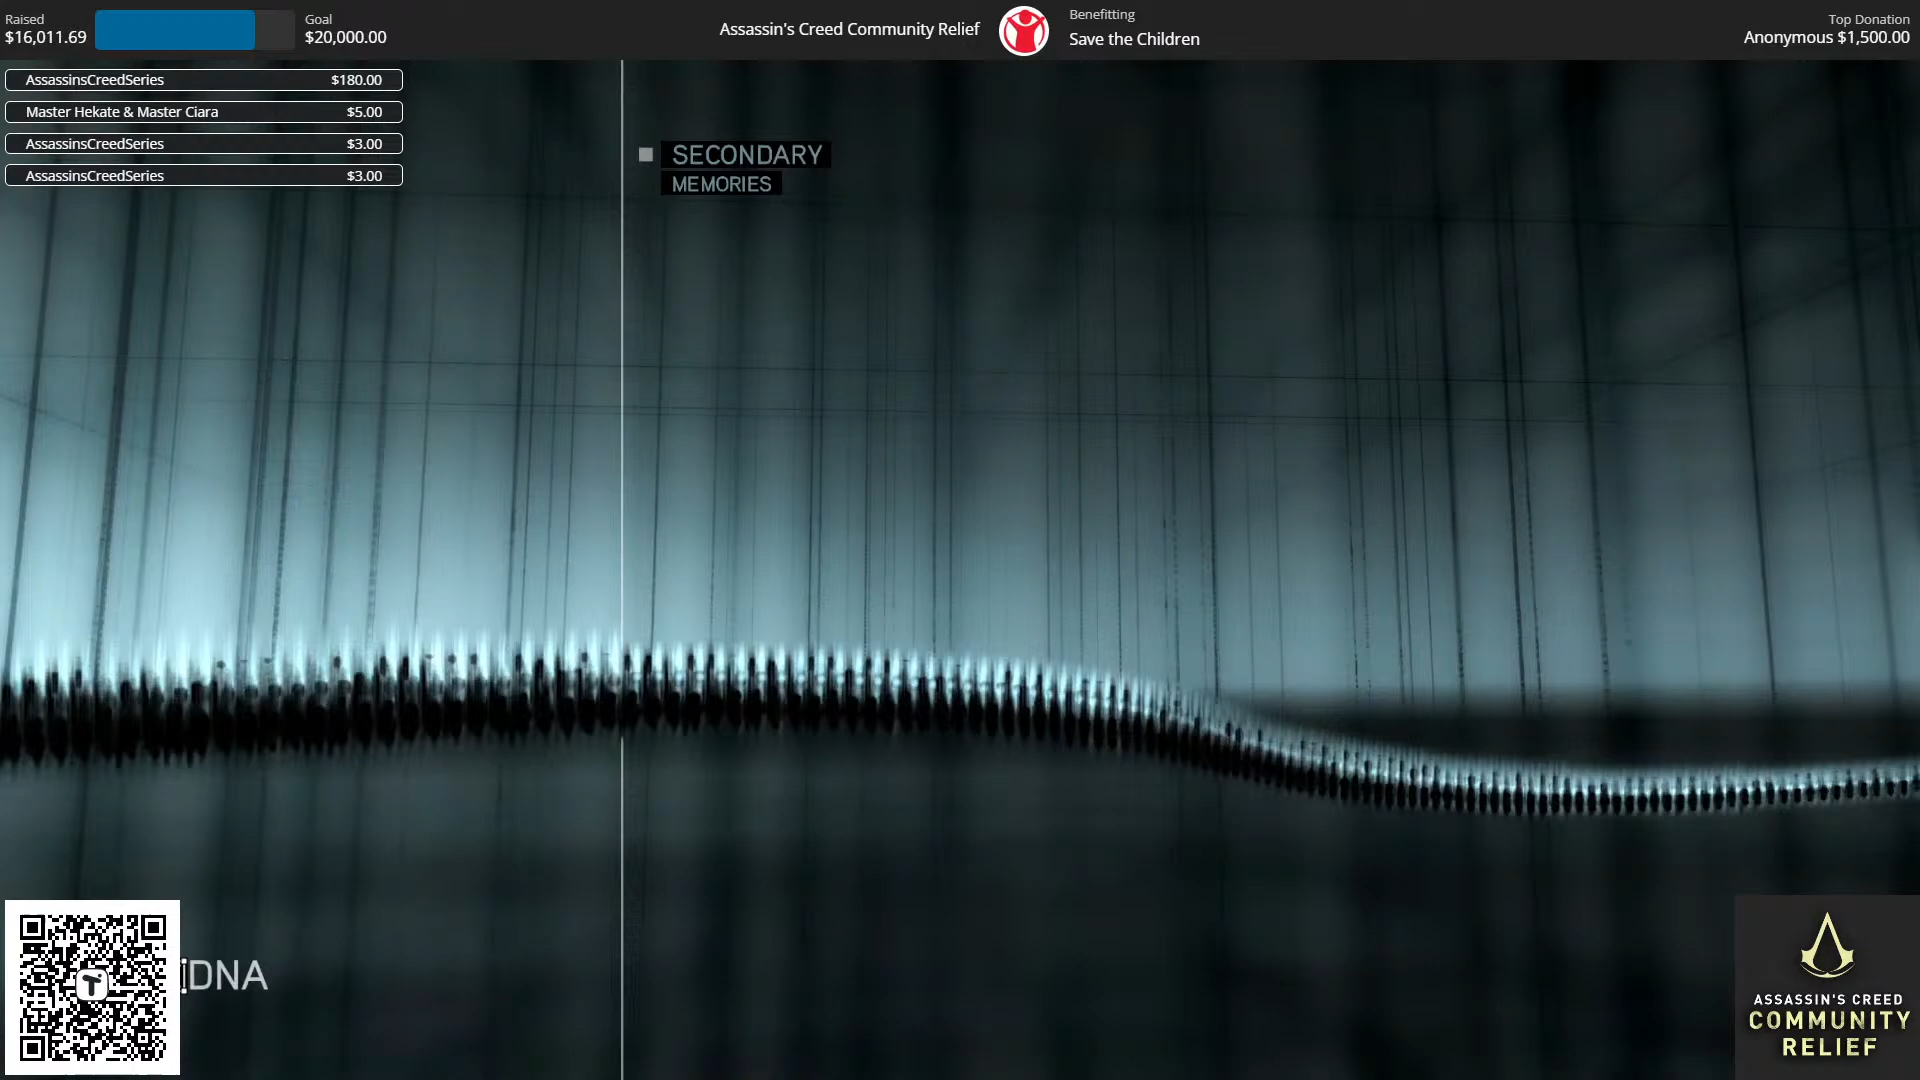 Raised
$16,011.69
Goal
$20,000.00
Assassin's Creed Community Relief
Benefitting
Save the Children
Top Donation
Anonymous $1,500.00
AssassinsCreedSeries $180.00
Master Hekate & Master Ciara $5.00
AssassinsCreedSeries $3.00
AssassinsCreedSeries $3.00
SECONDARY
MEMORIES
DNA
ASSASSIN'S CREED
COMMUNITY
RELIEF